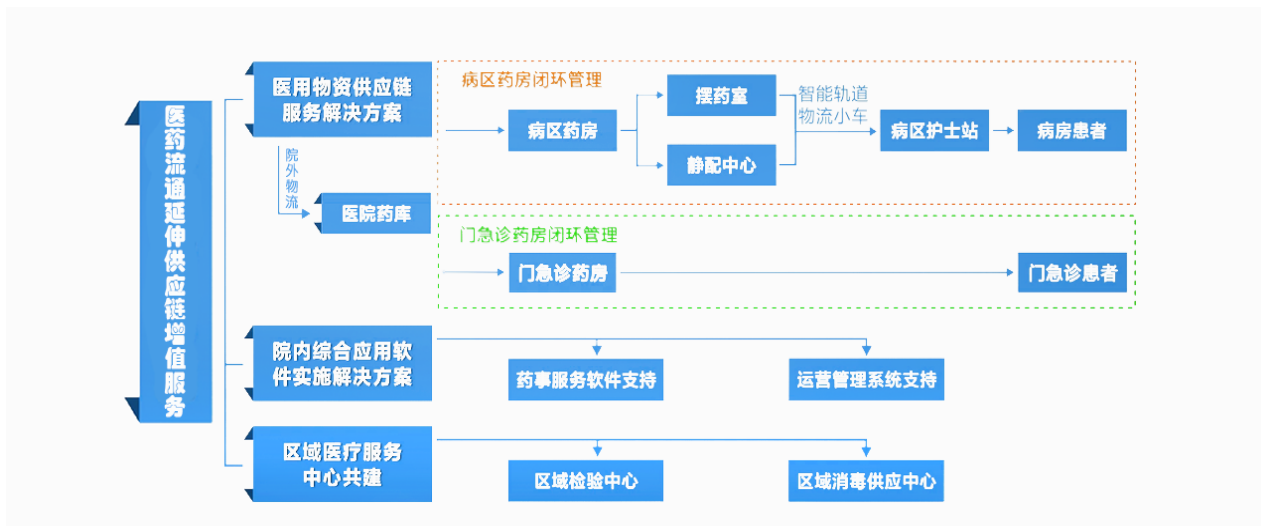 医药流通延伸供应链增值服务
医用物资供应链
服务解决方案
院外物流
医院药库
病区药房闭环管理
病区药房
摆药室
静配中心
智能轨道
物流小车
病区护士站
病房患者
门急诊药房闭环管理
门急诊药房
门急诊患者
院内综合应用软
件实施解决方案
药事服务软件支持
运营管理系统支持
区域医疗服务
中心共建
区域检验中心
区域消毒供应中心